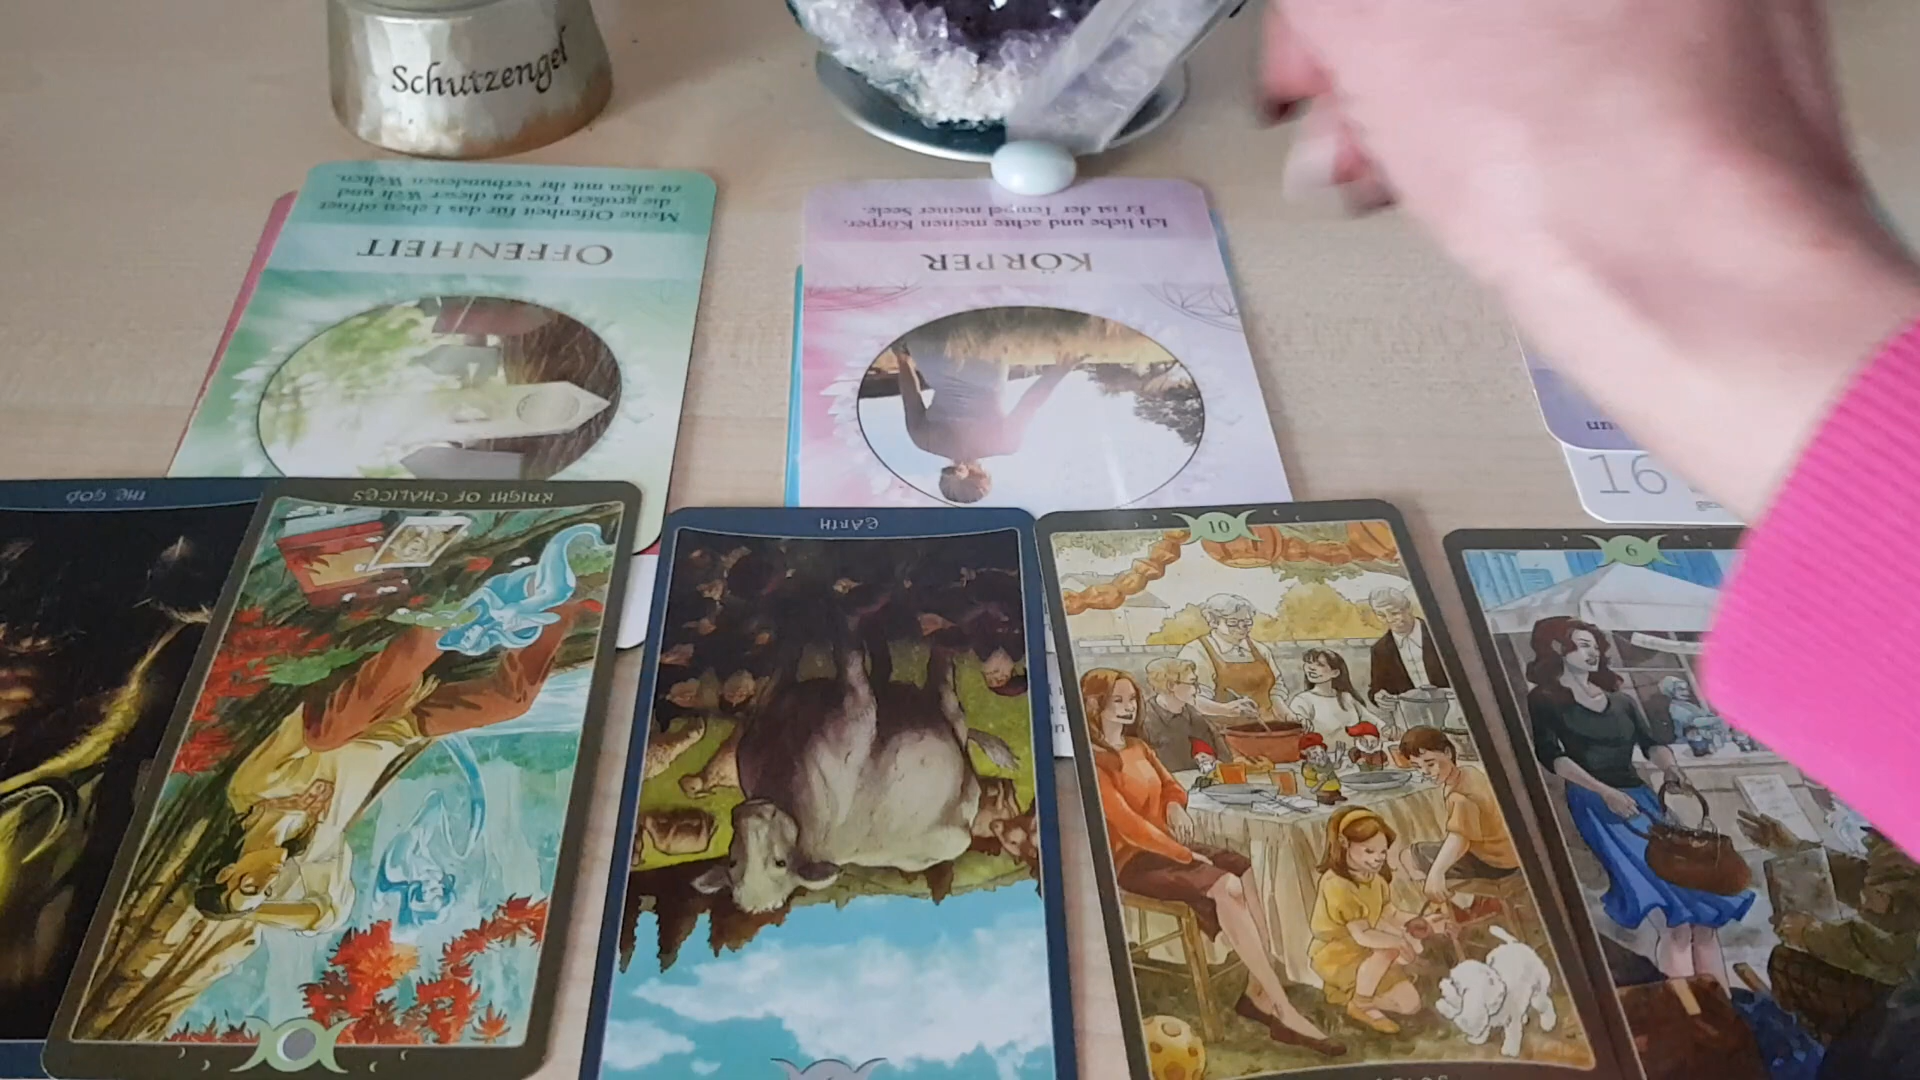 Schutzengel
Meine Offenheit für das Leben öffnet
die großen Tore zu dieser Welt und
zu allen mit ihr verbundenen Welten.
OFFENHEIT
Ich liebe und achte meinen Körper.
Er ist der Tempel meiner Seele.
KÖRPER
un
16
THE GOD
KNIGHT OF CHALICES
EARTH
10
6